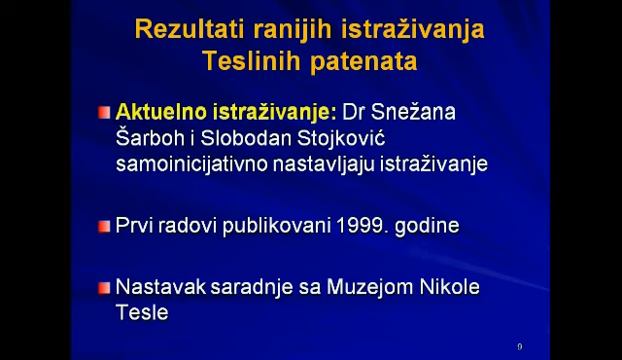 Rezultati ranijih istraživanja
Teslinih patenata
Aktuelno istraživanje: Dr Snežana
Šarboh i Slobodan Stojković
samoinicijativno nastavljaju istraživanje
Prvi radovi publikovani 1999. godine
Nastavak saradnje sa Muzejom Nikole
Tesle
9